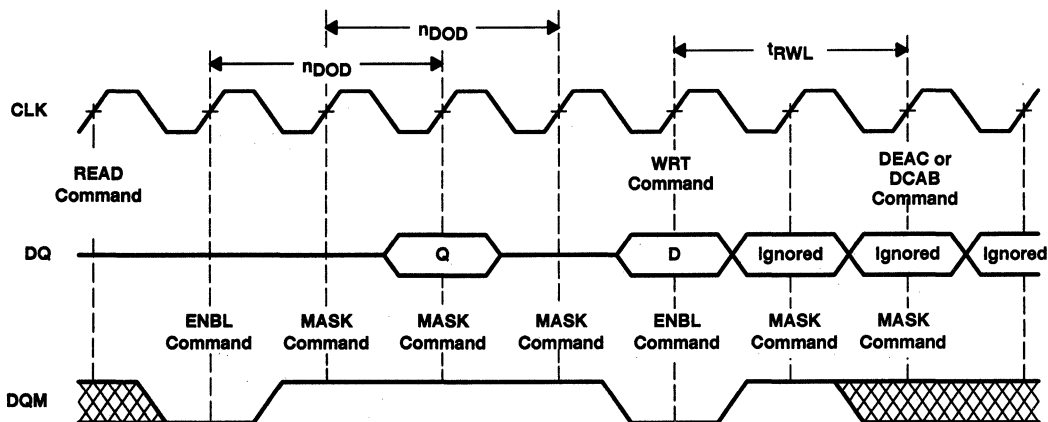 nDOD
tRWL
nDOD
CLK
READ
Command
WRT
Command
DEAC or
DCAB
Command
DQ
Q
D
Ignored
Ignored
Ignored
ENBL
Command
MASK
Command
MASK
Command
MASK
Command
ENBL
Command
MASK
Command
MASK
Command
DQM